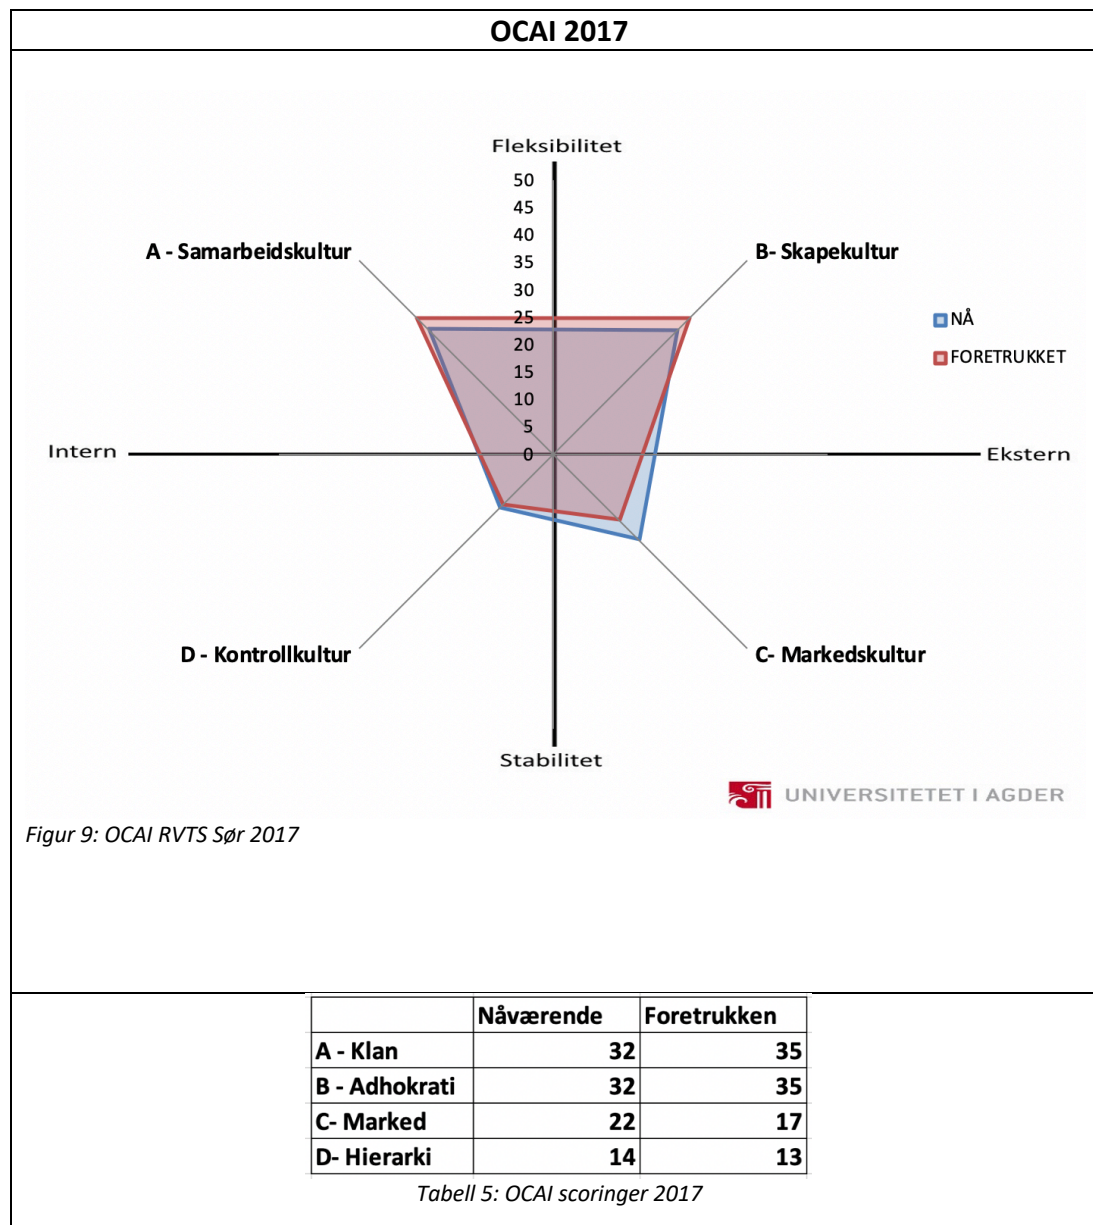 OCAI 2017
Fleksibilitet
50
45
40
35
30
25
20
15
10
5
0
A - Samarbeidskultur
B- Skapekultur
NÅ
FORETRUKKET
Intern
Ekstern
D - Kontrollkultur
C- Markedskultur
Stabilitet
UNIVERSITETET I AGDER
Figur 9: OCAI RVTS Sør 2017
Nåværende Foretrukken
A - Klan 32 35
B - Adhokrati 32 35
C- Marked 22 17
D- Hierarki 14 13
Tabell 5: OCAI scoringer 2017